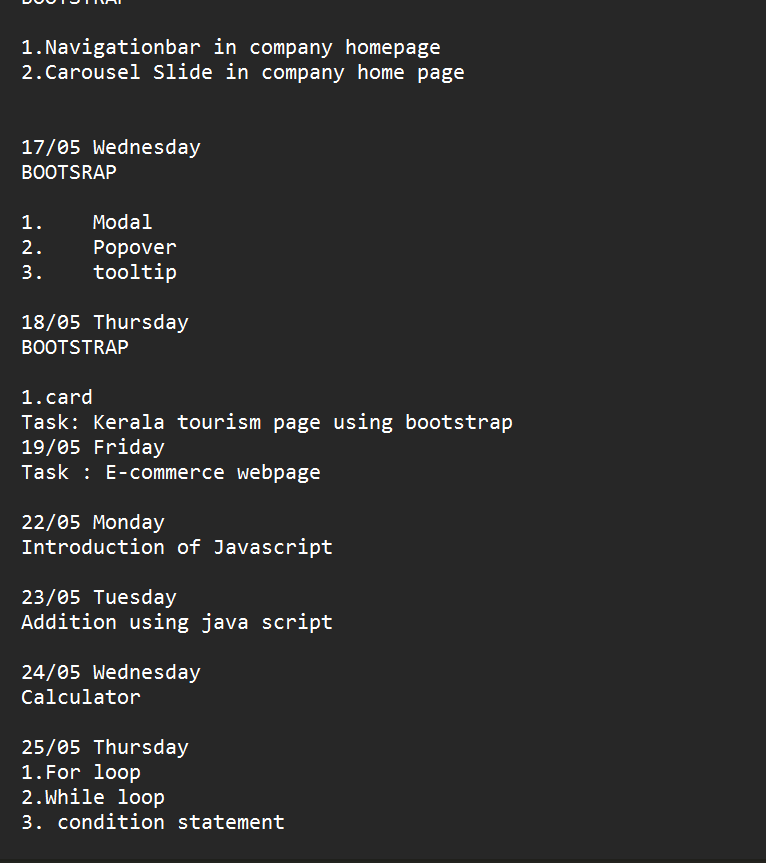 BOOTSTRAP
1.Navigationbar in company homepage
2.Carousel Slide in company home page
17/05 Wednesday
BOOTSRAP
1.    Modal
2.    Popover
3.    tooltip
18/05 Thursday
BOOTSTRAP
1.card
Task: Kerala tourism page using bootstrap
19/05 Friday
Task : E-commerce webpage
22/05 Monday
Introduction of Javascript
23/05 Tuesday
Addition using java script
24/05 Wednesday
Calculator
25/05 Thursday
1.For loop
2.While loop
3. condition statement